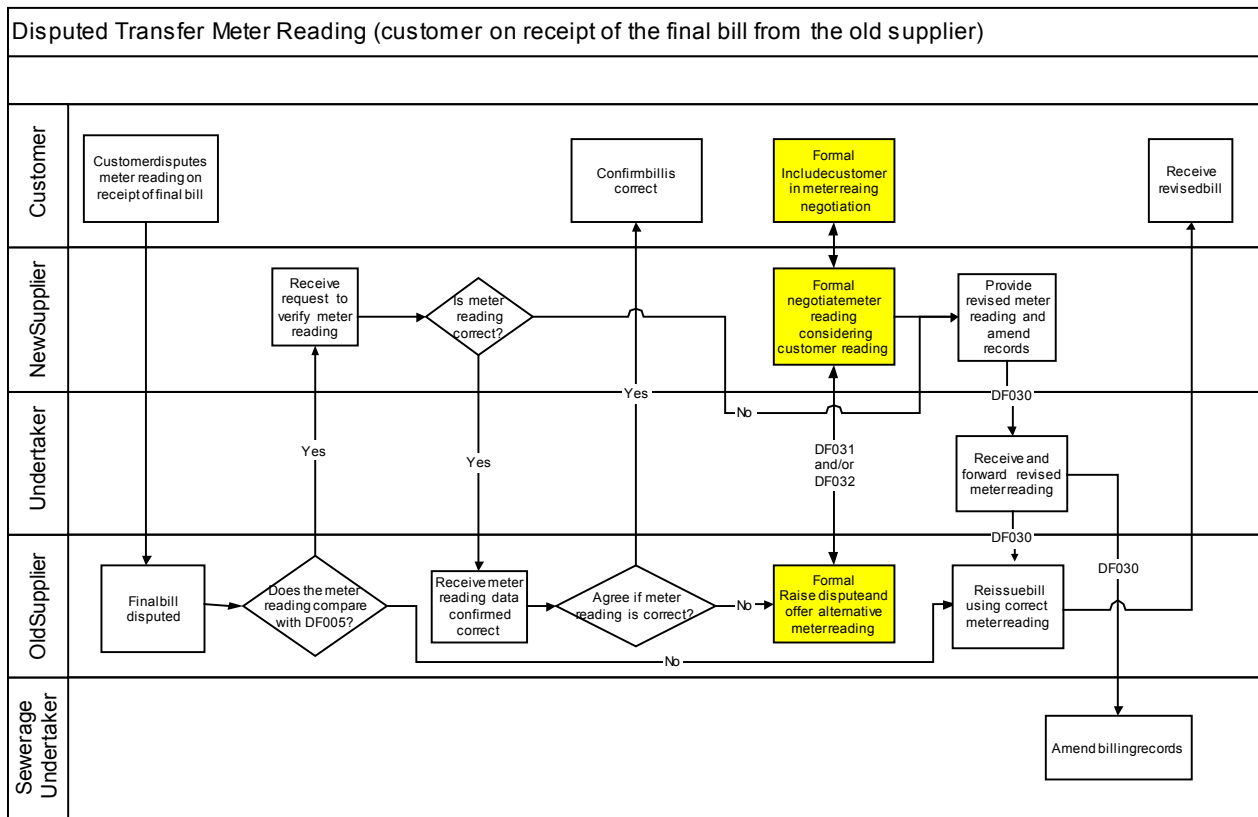 Disputed Transfer Meter Reading (customer on receipt of the final bill from the old supplier)
Customer
Customerdisputes
meter reading on
receipt of final bill
Confirmbillis
correct
Formal
Includecustomer
in meterreaing
negotiation
Receive
revisedbill
NewSupplier
Receive
request to
verify meter
reading
Is meter
reading
correct?
Formal
negotiatemeter
reading
considering
customer reading
Provide
revised meter
reading and
amend
records
Yes
DF030
No
Undertaker
Yes
Yes
DF031
and/or
DF032
Receive and
forward revised
meterreading
DF030
DF030
OldSupplier
Finalbill
disputed
Does the meter
reading compare
with DF005?
Receivemeter
reading data
confirmed
correct
Agree if meter
reading is correct?
No
Formal
Raise disputeand
offer alternative
meterreading
Reissuebill
using correct
meterreading
No
Sewerage
Undertaker
Amend billingrecords